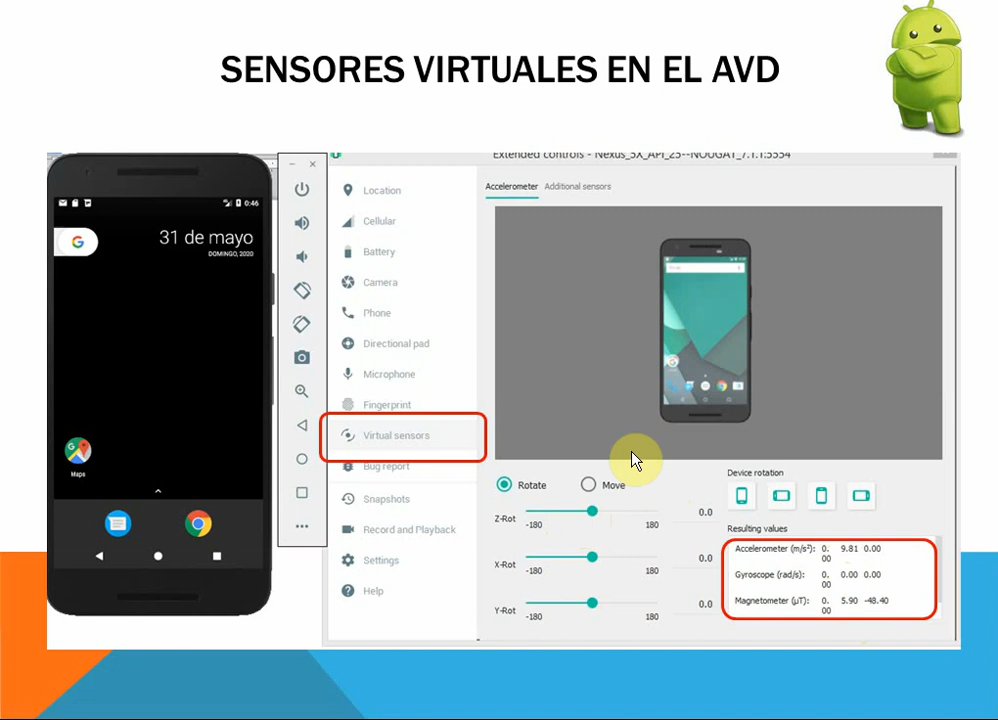 SENSORES VIRTUALES EN EL AVD
0:46
G
31 de mayo
DOMINGO, 2020
Maps
Extended controls - Nexus_5X_API_25--NOUGAT_7.1.1:5554
Location
Cellular
Battery
Camera
Phone
Directional pad
Microphone
Fingerprint
Virtual sensors
Bug report
Snapshots
Record and Playback
Settings
Help
Accelerometer Additional sensors
Rotate Move
Z-Rot -180 180 0.0
X-Rot -180 180 0.0
Y-Rot -180 180 0.0
Device rotation
Resulting values
Accelerometer (m/s²): 0.00 9.81 0.00
Gyroscope (rad/s): 0.00 0.00 0.00
Magnetometer (μT): 0.00 5.90 -48.40